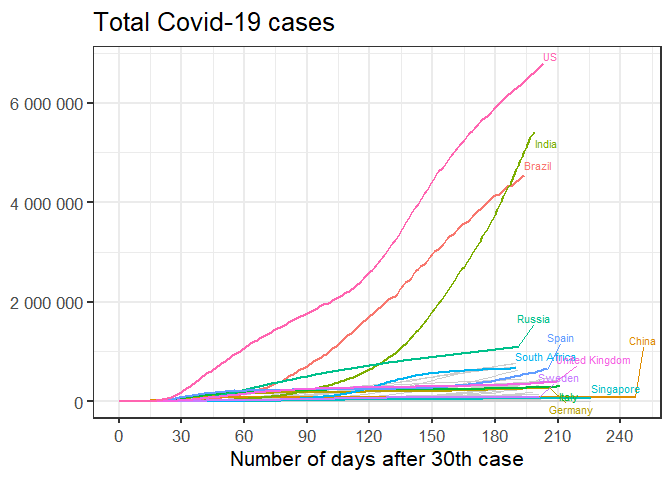 Total Covid-19 cases
US
6 000 000
India
Brazil
4 000 000
2 000 000
Russia
Spain
China
South Africa
United Kingdom
Sweden
Singapore
0
Italy
Germany
0 30 60 90 120 150 180 210 240
Number of days after 30th case